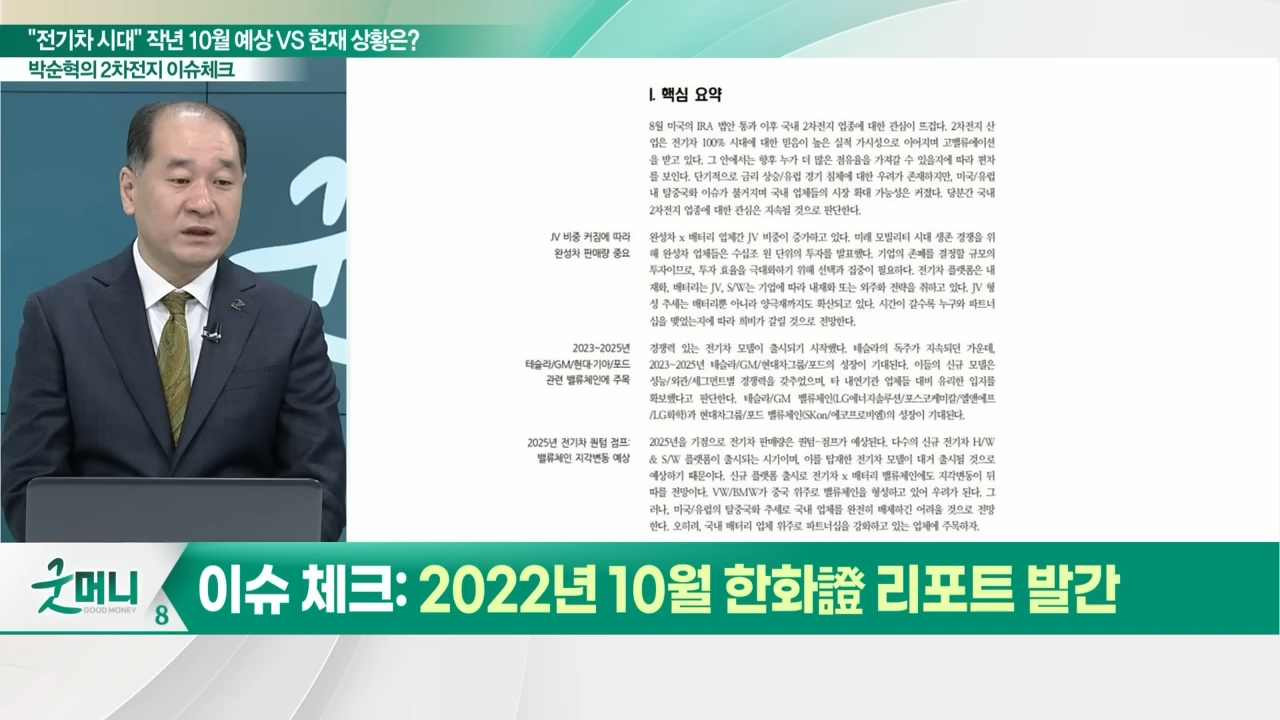 "전기차 시대" 작년 10월 예상 VS 현재 상황은?
박순혁의 2차전지 이슈체크
I. 핵심 요약
8월 미국의 IRA 법안 통과 이후 국내 2차전지 업종에 대한 관심이 뜨겁다. 2차전지 산
업은 전기차 100% 시대에 대한 믿음이 높은 실적 가시성으로 이어지며 고밸류에이션
을 받고 있다. 그 안에서는 향후 누가 더 많은 점유율을 가져갈 수 있을지에 따라 편차
를 보인다. 단기적으로 금리 상승/유럽 경기 침체에 대한 우려가 존재하지만, 미국/유럽
내 탈중국화 이슈가 불거지며 국내 업체들의 시장 확대 가능성은 커졌다. 당분간 국내
2차전지 업종에 대한 관심은 지속될 것으로 판단한다.
JV 비중 커짐에 따라
완성차 판매량 중요
완성차 x 배터리 업체간 JV 비중이 증가하고 있다. 미래 모빌리티 시대 생존 경쟁을 위
해 완성차 업체들은 수십조 원 단위의 투자를 발표했다. 기업의 존폐를 결정할 규모의
투자이므로, 투자 효율을 극대화하기 위해 선택과 집중이 필요하다. 전기차 플랫폼은 내
재화, 배터리는 JV, S/W는 기업에 따라 내재화 또는 외주화 전략을 취하고 있다. JV 형
성 추세는 배터리뿐 아니라 양극재까지도 확산되고 있다. 시간이 갈수록 누구와 파트너
십을 맺었는지에 따라 희비가 갈릴 것으로 전망한다.
2023~2025년
테슬라/GM/현대·기아/포드
관련 밸류체인에 주목
경쟁력 있는 전기차 모델이 출시되기 시작했다. 테슬라의 독주가 지속되던 가운데,
2023~2025년 테슬라/GM/현대차그룹/포드의 성장이 기대된다. 이들의 신규 모델은
성능/외관/세그먼트별 경쟁력을 갖추었으며, 타 내연기관 업체들 대비 유리한 입지를
확보했다고 판단한다. 테슬라/GM 밸류체인(LG에너지솔루션/포스코케미칼/엘앤에프
/LG화학)과 현대차그룹/포드 밸류체인(SKon/에코프로비엠)의 성장이 기대된다.
2025년 전기차 퀀텀 점프:
밸류체인 지각변동 예상
2025년을 기점으로 전기차 판매량은 퀀텀-점프가 예상된다. 다수의 신규 전기차 H/W
& S/W 플랫폼이 출시되는 시기이며, 이를 탑재한 전기차 모델이 대거 출시될 것으로
예상하기 때문이다. 신규 플랫폼 출시로 전기차 x 배터리 밸류체인에도 지각변동이 뒤
따를 전망이다. VW/BMW가 중국 위주로 밸류체인을 형성하고 있어 우려가 된다. 그
러나, 미국/유럽의 탈중국화 추세로 국내 업체를 완전히 배제하긴 어려울 것으로 전망
한다. 오히려, 국내 배터리 업체 위주로 파트너십을 강화하고 있는 업체에 주목하자.
굿머니
GOOD MONEY
8
이슈 체크: 2022년 10월 한화證 리포트 발간